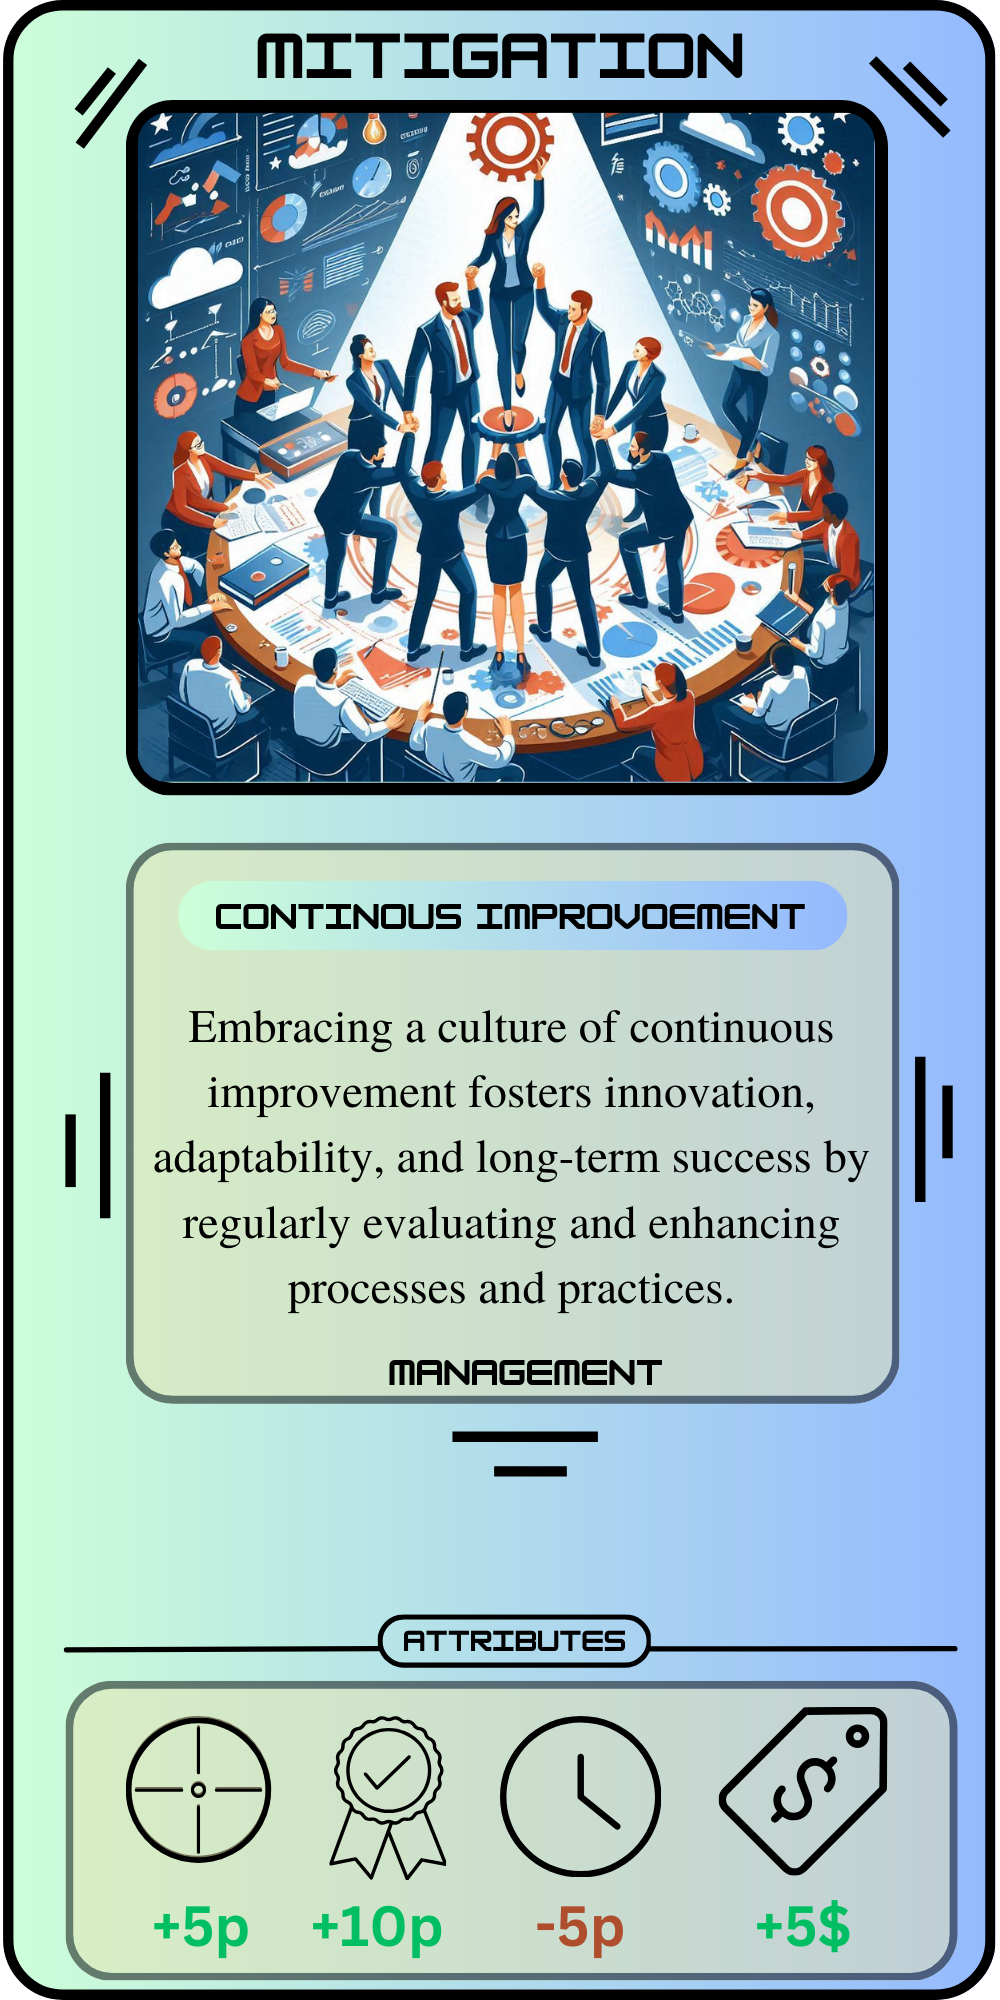 MITIGATION
CONTINOUS IMPROVOEMENT
Embracing a culture of continuous
improvement fosters innovation,
adaptability, and long-term success by
regularly evaluating and enhancing
processes and practices.
MANAGEMENT
ATTRIBUTES
+5p +10p -5p +5$